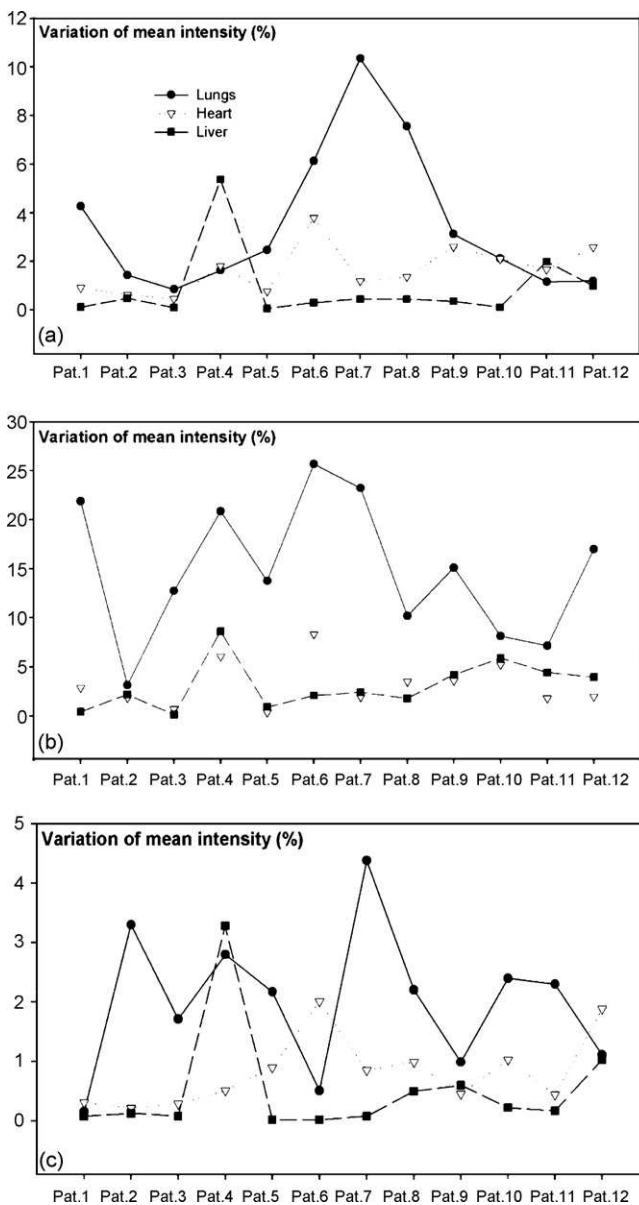 12
Variation of mean intensity (%)
10
Lungs
Heart
Liver
8
6
4
2
0
(a)
Pat.1 Pat.2 Pat.3 Pat.4 Pat.5 Pat.6 Pat.7 Pat.8 Pat.9 Pat.10 Pat.11 Pat.12
30
Variation of mean intensity (%)
25
20
15
10
5
0
(b)
Pat.1 Pat.2 Pat.3 Pat.4 Pat.5 Pat.6 Pat.7 Pat.8 Pat.9 Pat.10 Pat.11 Pat.12
5
Variation of mean intensity (%)
4
3
2
1
0
(c)
Pat.1 Pat.2 Pat.3 Pat.4 Pat.5 Pat.6 Pat.7 Pat.8 Pat.9 Pat.10 Pat.11 Pat.12